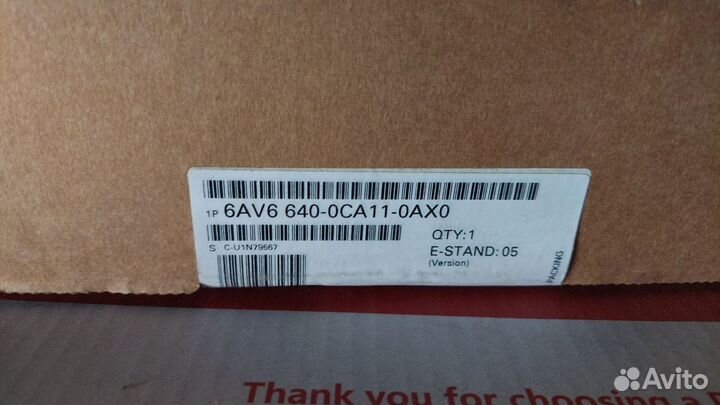 1P 6AV6 640-0CA11-0AX0
QTY:1
S C-U1N79567
E-STAND: 05
(Version)
PACKING
Thank you for choosing a
Avito